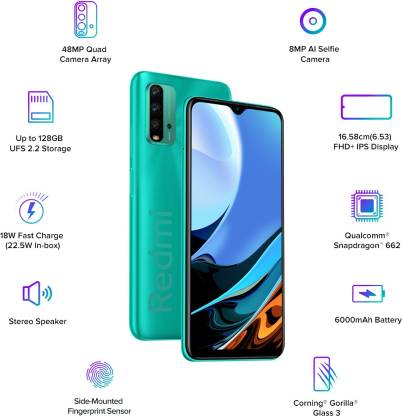 48MP Quad
Camera Array
8MP AI Selfie
Camera
Up to 128GB
UFS 2.2 Storage
16.58cm(6.53)
FHD+ IPS Display
18W Fast Charge
(22.5W In-box)
Qualcomm®
Snapdragon™ 662
Stereo Speaker
6000mAh Battery
Side-Mounted
Fingerprint Sensor
Corning® Gorilla®
Glass 3
Redmi